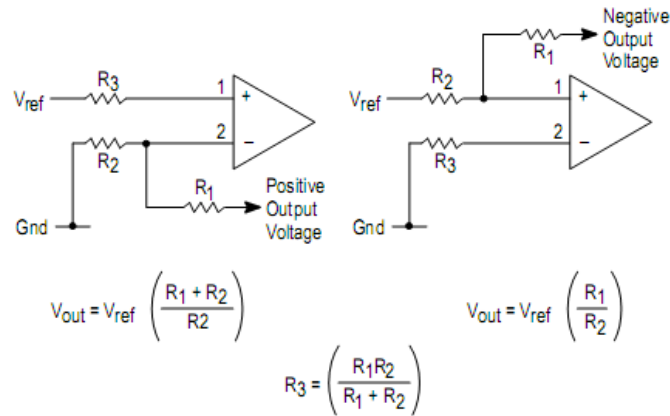 Negative
Output
Voltage
R1
R3
Vref
1
+
2
−
R2
R1
Positive
Output
Voltage
Gnd
R2
Vref
1
+
2
−
R3
Gnd
Vout = Vref ( (R1 + R2) / R2 )
Vout = Vref ( R1 / R2 )
R3 = ( R1R2 / (R1 + R2) )